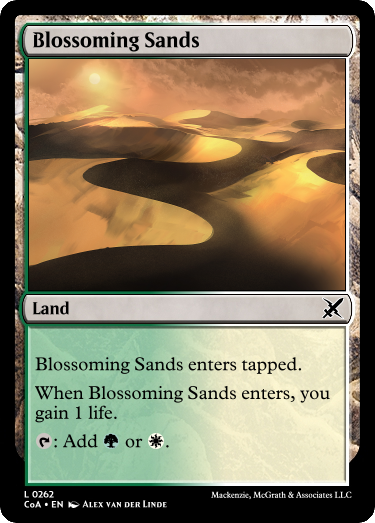 Blossoming Sands
Land
Blossoming Sands enters tapped.
When Blossoming Sands enters, you
gain 1 life.
: Add or .
L 0262
CoA • EN Alex van der Linde
Mackenzie, McGrath & Associates LLC